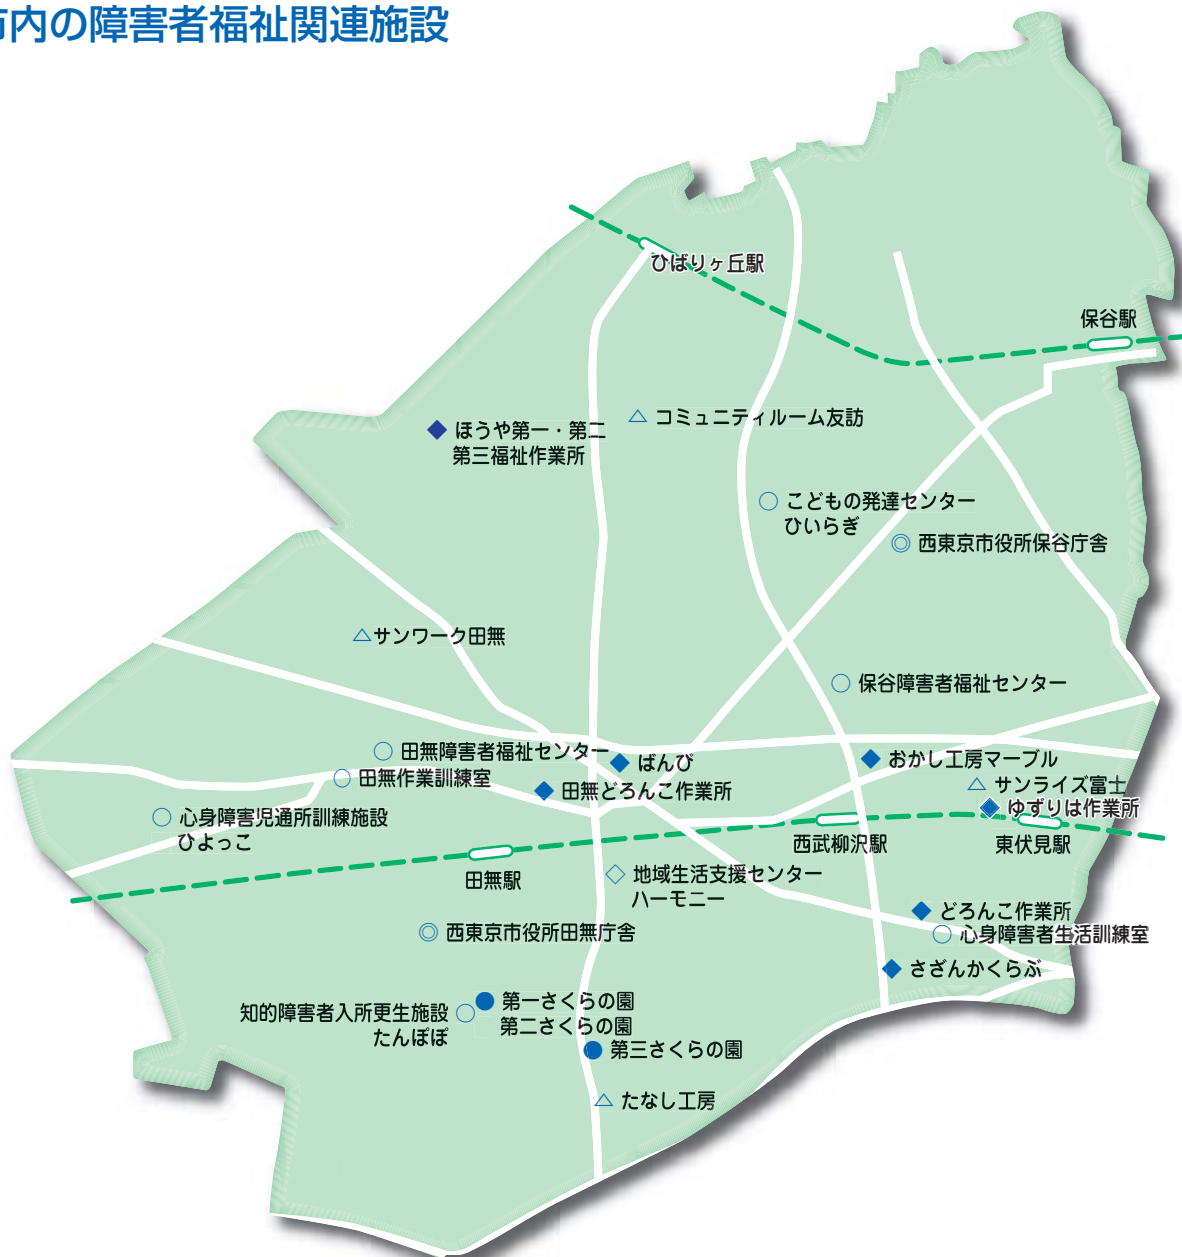 市内の障害者福祉関連施設
ひばりヶ丘駅
保谷駅
コミュニティルーム友訪
ほうや第一・第二
第三福祉作業所
こどもの発達センター
ひいらぎ
西東京市役所保谷庁舎
サンワーク田無
保谷障害者福祉センター
田無障害者福祉センター
ばんび
おかし工房マーブル
田無作業訓練室
田無どろんこ作業所
サンライズ富士
ゆずりは作業所
心身障害児通所訓練施設
ひよっこ
西武柳沢駅
東伏見駅
田無駅
地域生活支援センター
ハーモニー
どろんこ作業所
西東京市役所田無庁舎
心身障害者生活訓練室
さざんかくらぶ
第一さくらの園
第二さくらの園
知的障害者入所更生施設
たんぽぽ
第三さくらの園
たなし工房